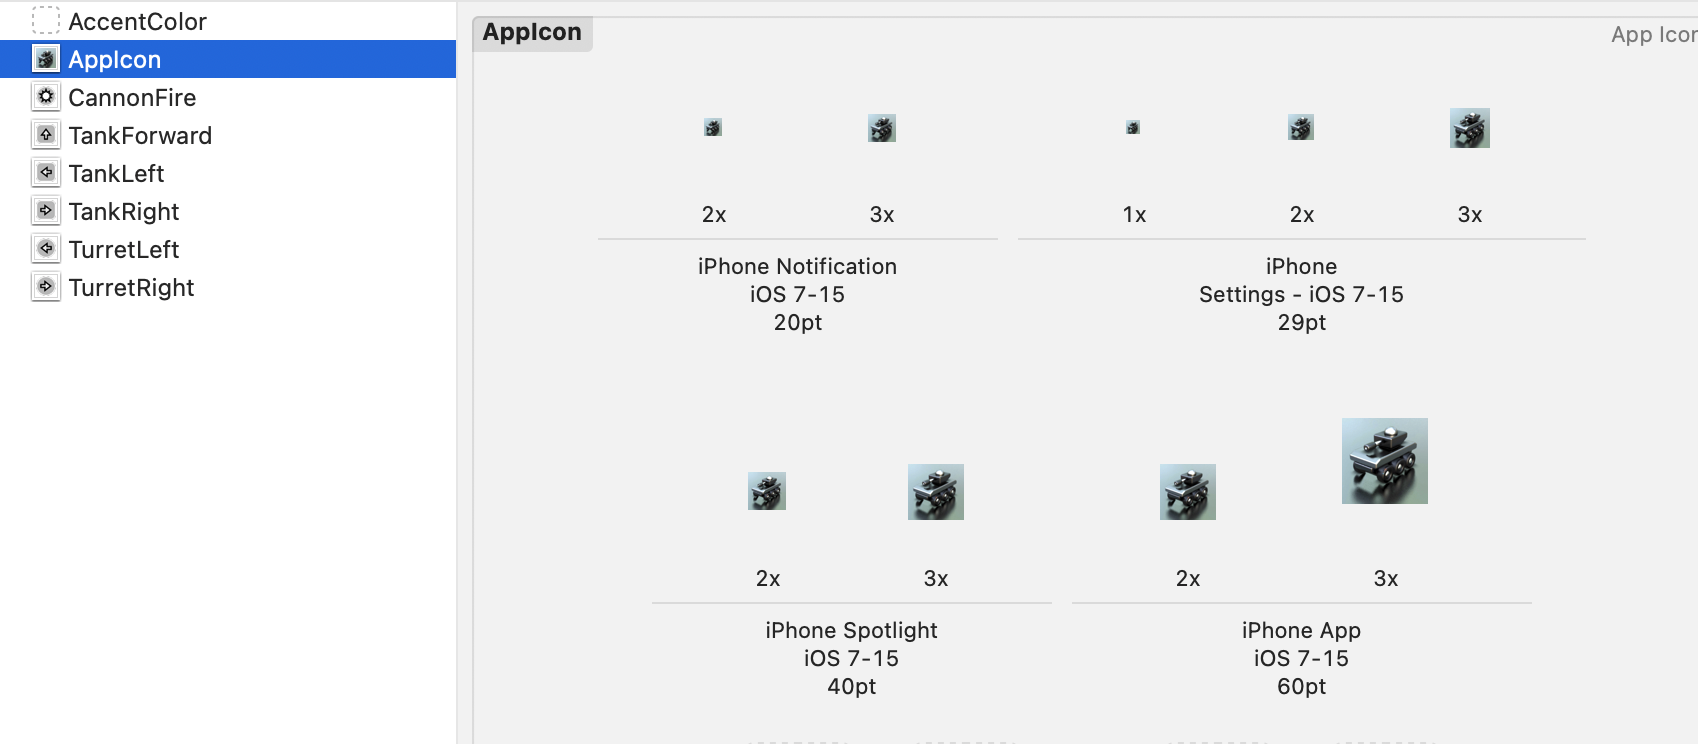 AccentColor
AppIcon
CannonFire
TankForward
TankLeft
TankRight
TurretLeft
TurretRight
AppIcon
App Icon
2x
3x
1x
2x
3x
iPhone Notification
iOS 7-15
20pt
iPhone
Settings - iOS 7-15
29pt
2x
3x
2x
3x
iPhone Spotlight
iOS 7-15
40pt
iPhone App
iOS 7-15
60pt